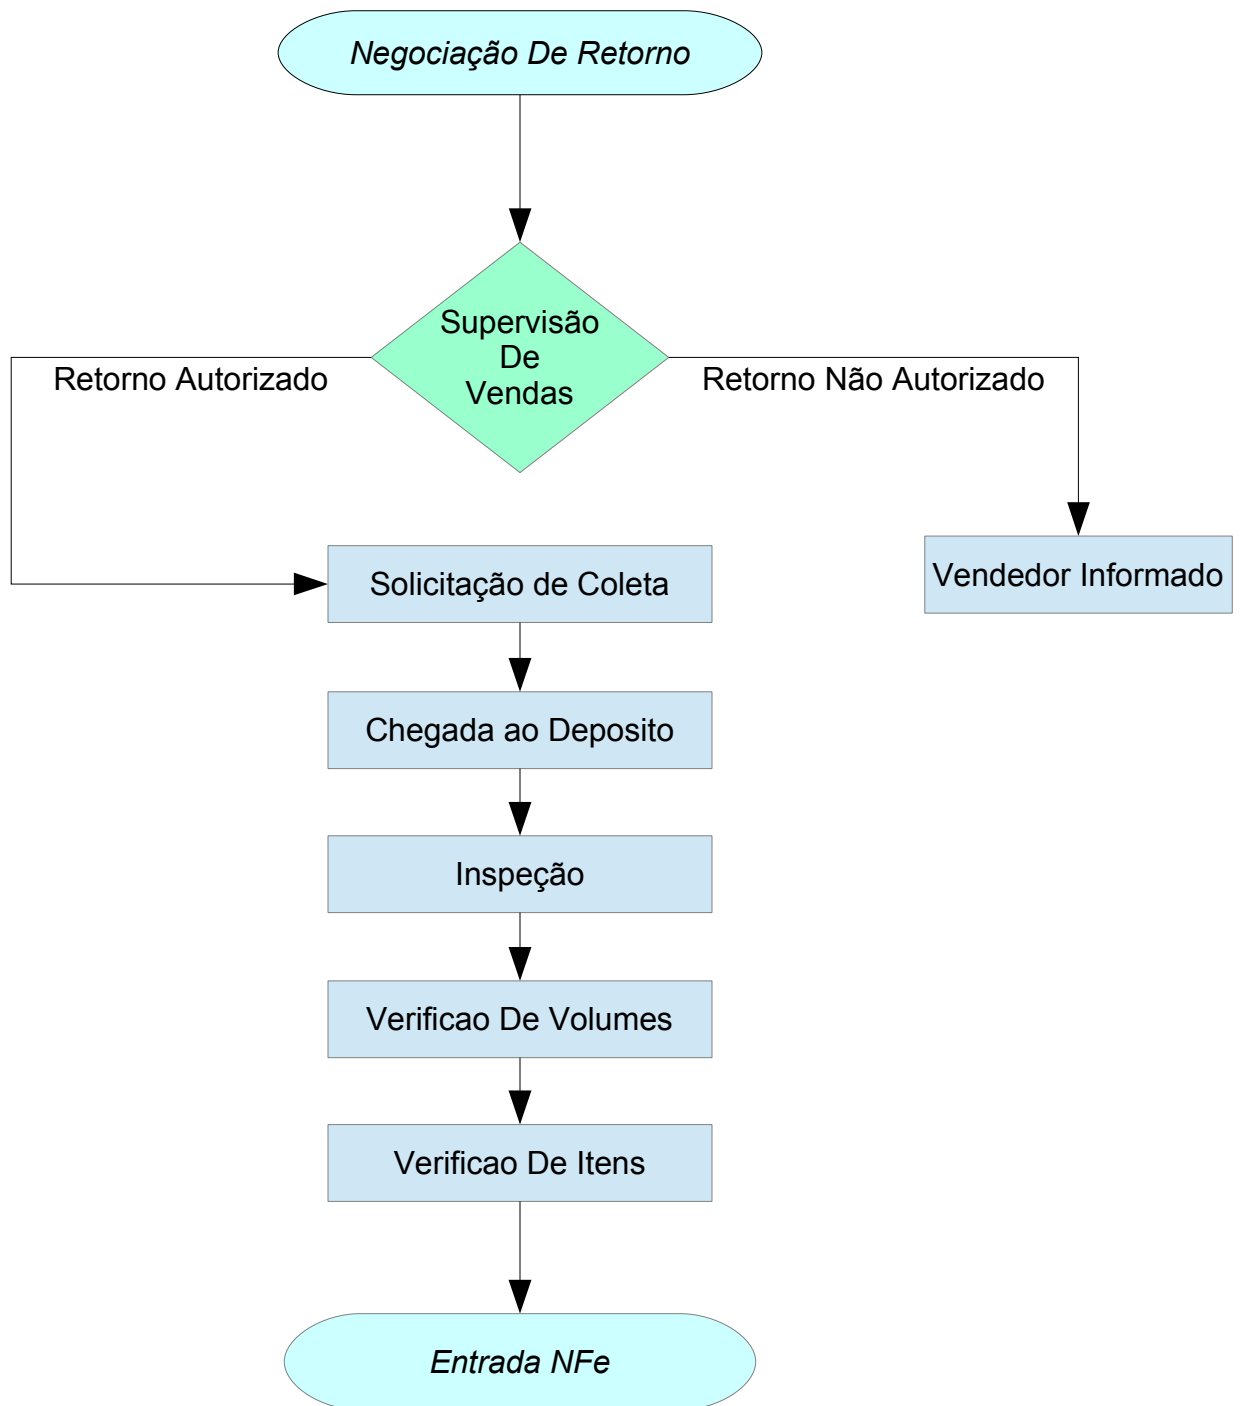 Negociação De Retorno
Supervisão
De
Vendas
Retorno Autorizado
Retorno Não Autorizado
Solicitação de Coleta
Vendedor Informado
Chegada ao Deposito
Inspeção
Verificao De Volumes
Verificao De Itens
Entrada NFe